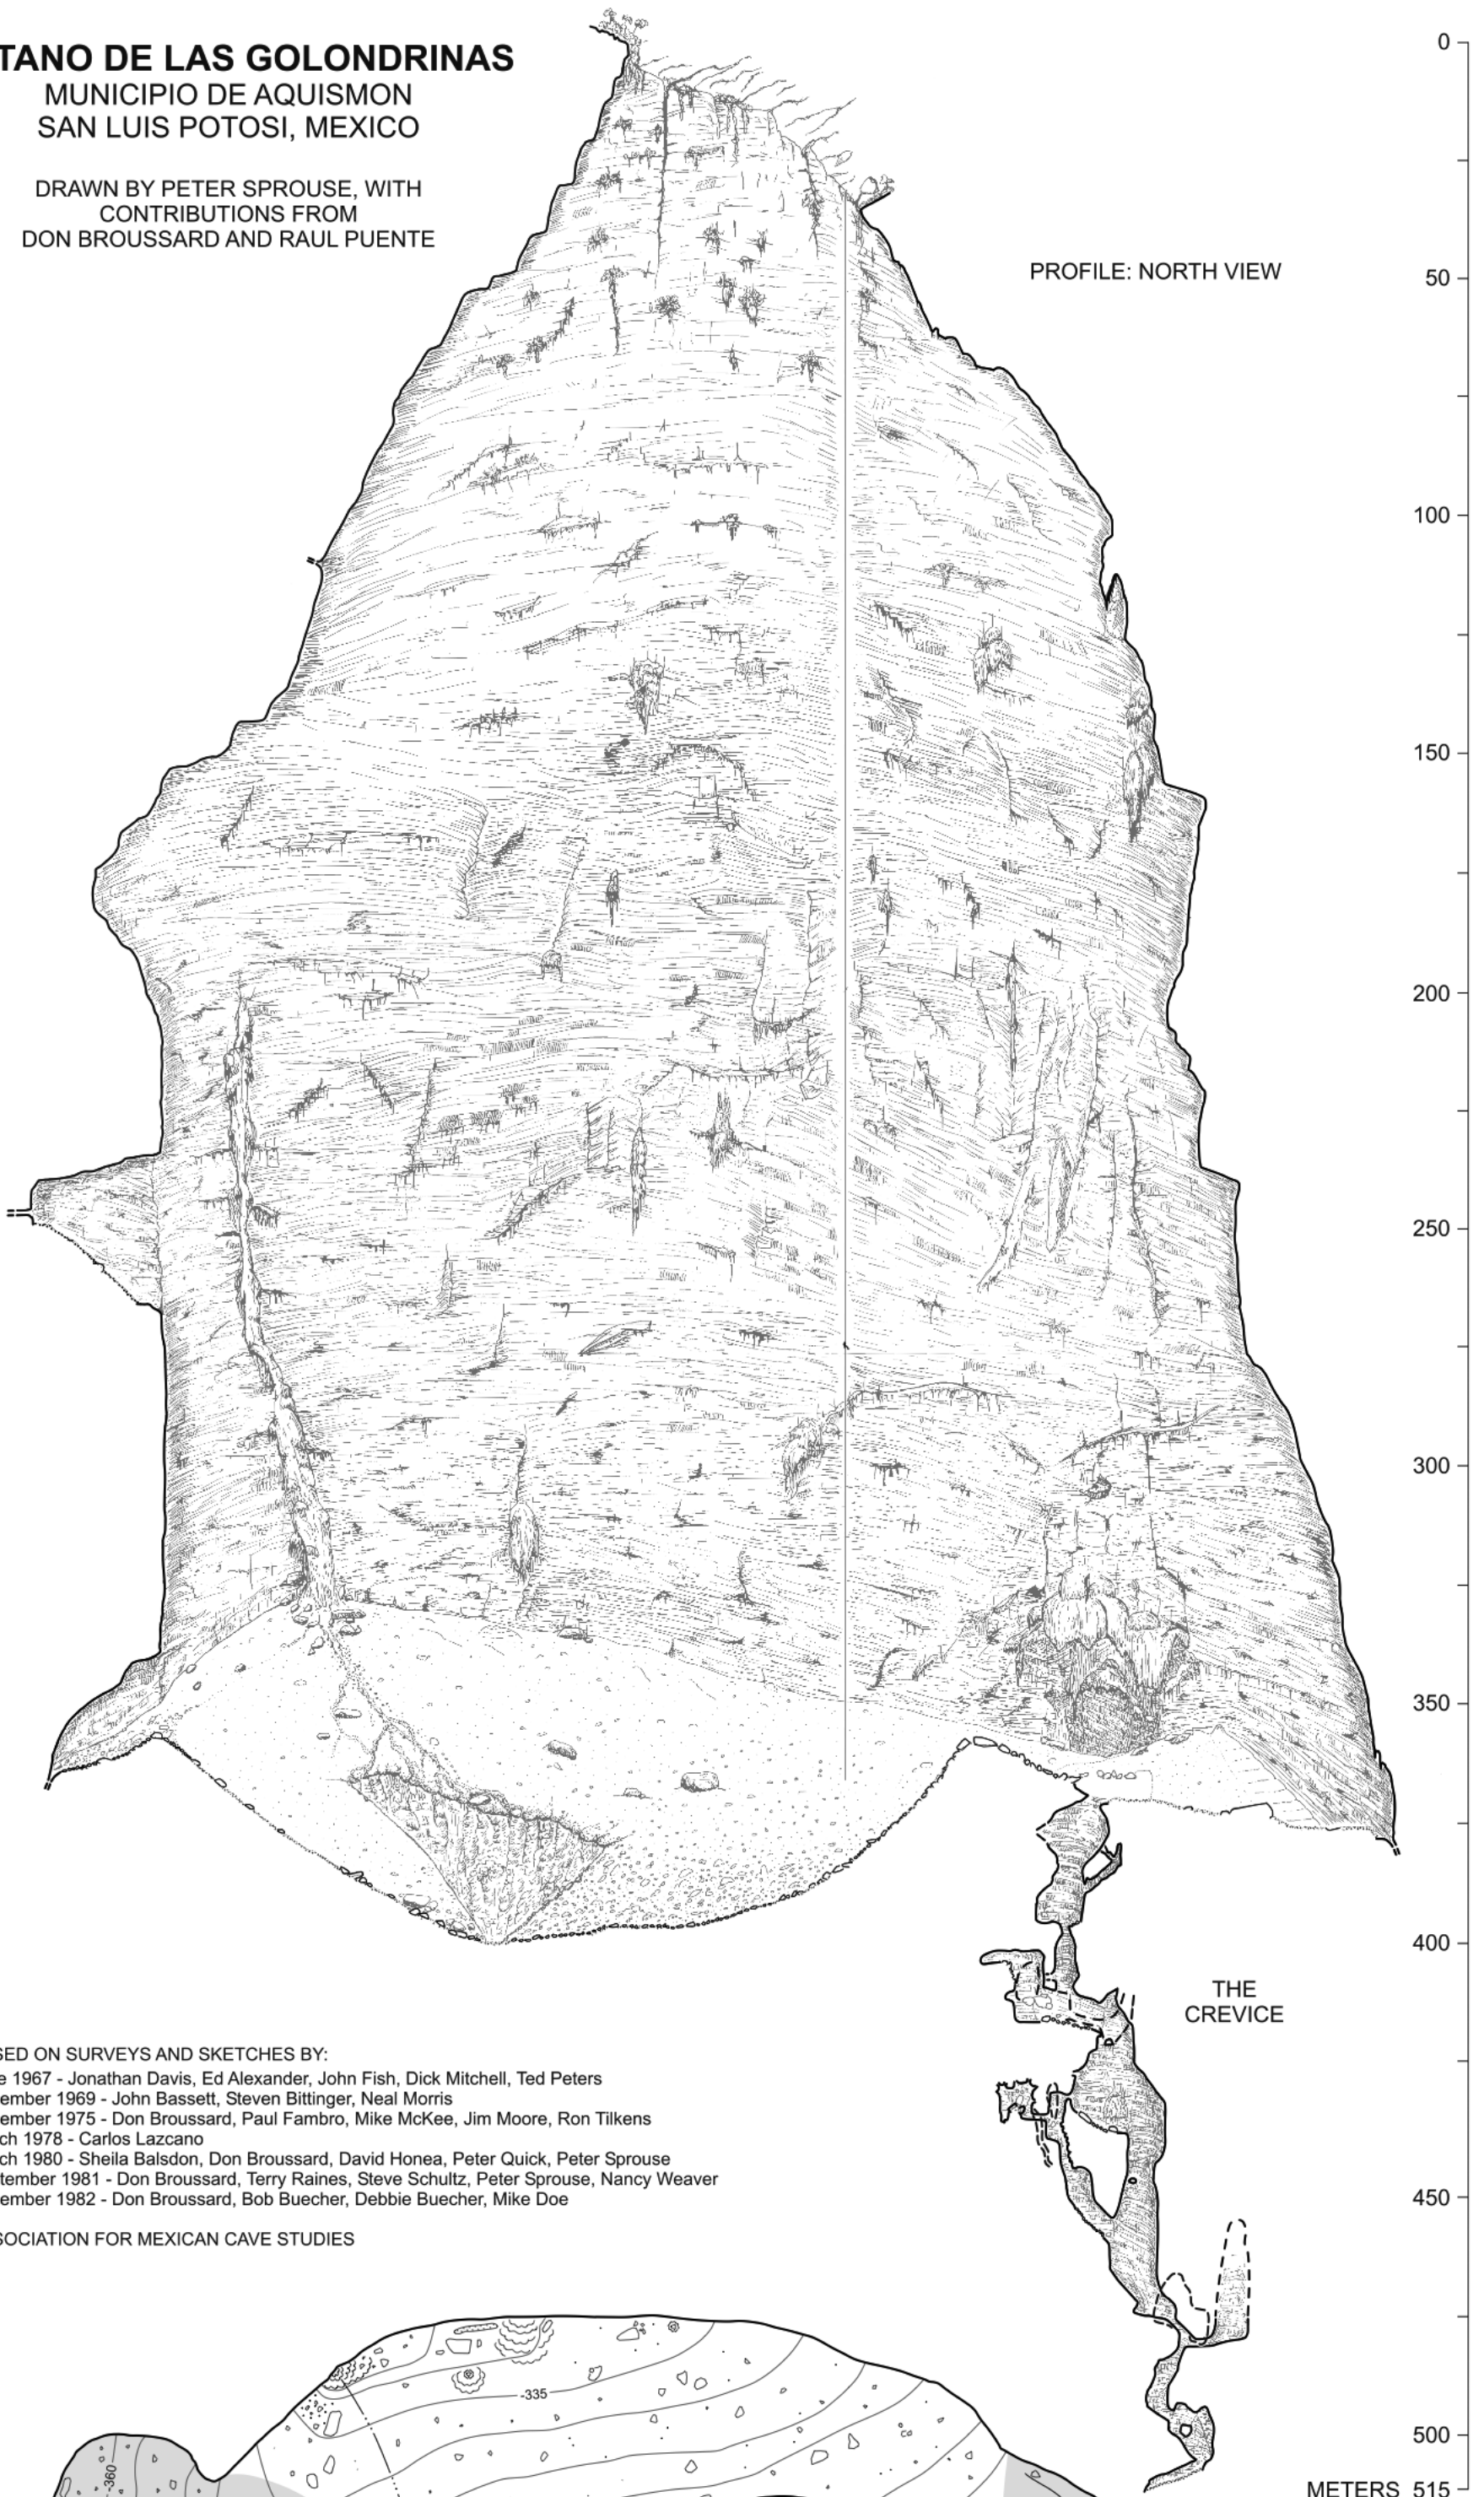 TANO DE LAS GOLONDRINAS
MUNICIPIO DE AQUISMON
SAN LUIS POTOSI, MEXICO
DRAWN BY PETER SPROUSE, WITH
CONTRIBUTIONS FROM
DON BROUSSARD AND RAUL PUENTE
PROFILE: NORTH VIEW
0
50
100
150
200
250
300
350
400
450
500
METERS 515
THE
CREVICE
SED ON SURVEYS AND SKETCHES BY:
e 1967 - Jonathan Davis, Ed Alexander, John Fish, Dick Mitchell, Ted Peters
ember 1969 - John Bassett, Steven Bittinger, Neal Morris
ember 1975 - Don Broussard, Paul Fambro, Mike McKee, Jim Moore, Ron Tilkens
ch 1978 - Carlos Lazcano
ch 1980 - Sheila Balsdon, Don Broussard, David Honea, Peter Quick, Peter Sprouse
tember 1981 - Don Broussard, Terry Raines, Steve Schultz, Peter Sprouse, Nancy Weaver
ember 1982 - Don Broussard, Bob Buecher, Debbie Buecher, Mike Doe
SOCIATION FOR MEXICAN CAVE STUDIES
-335
-360